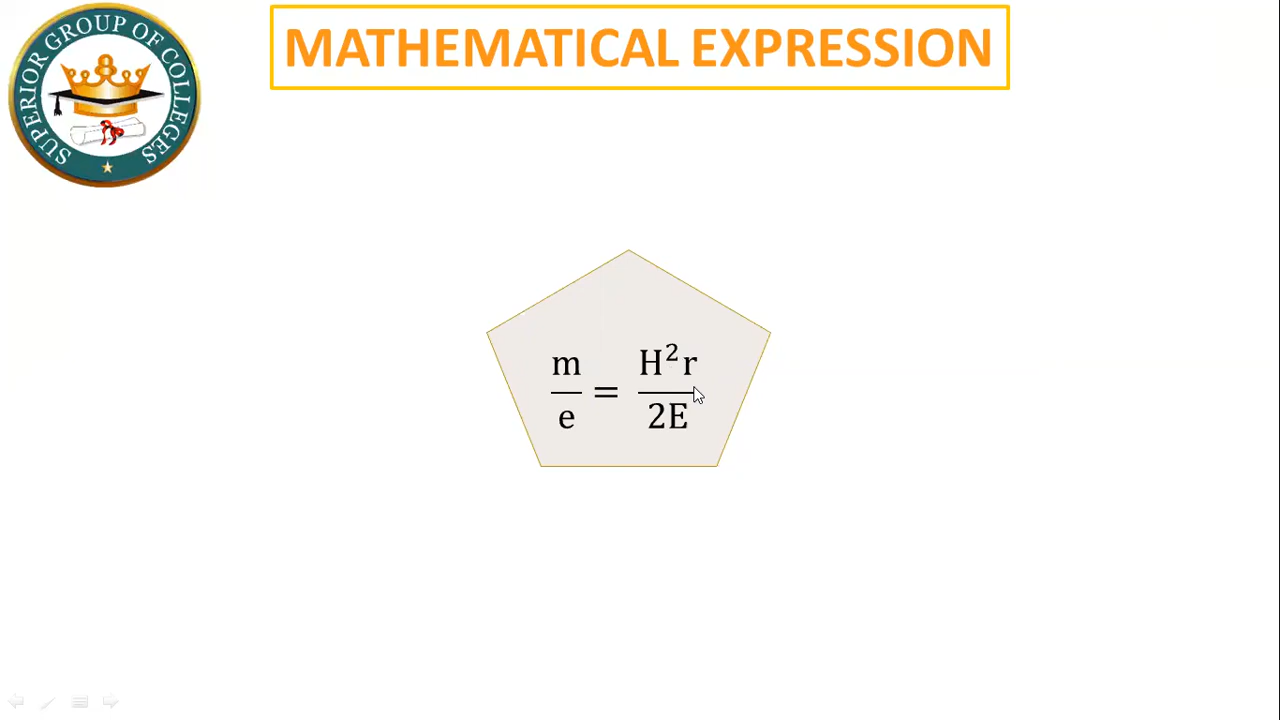 SUPERIOR GROUP OF COLLEGES
MATHEMATICAL EXPRESSION
m/e = H²r/2E